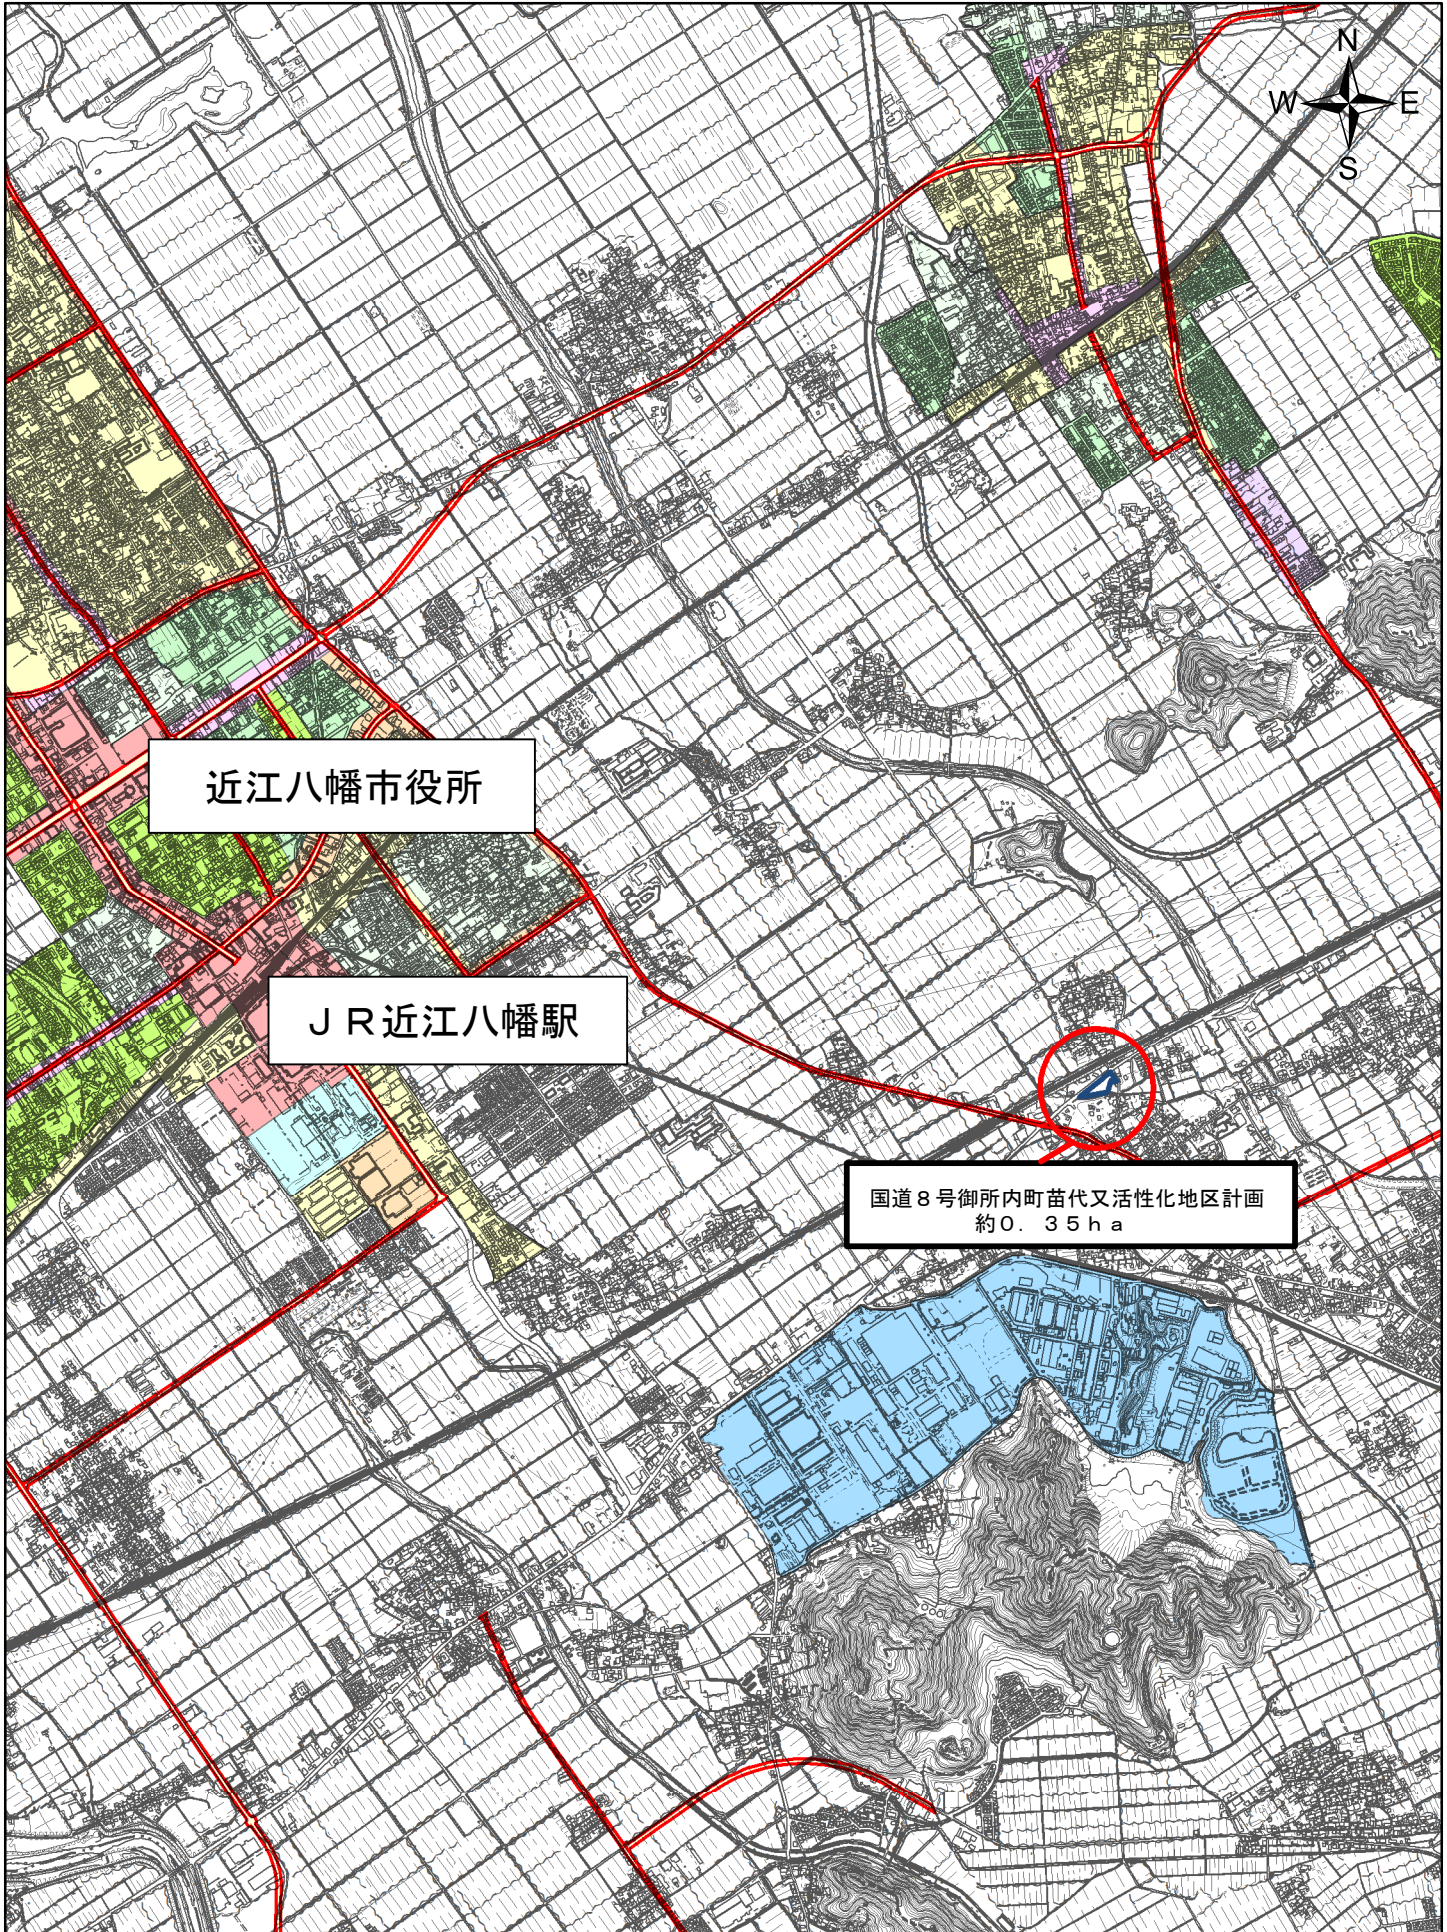 N
W E
S
近江八幡市役所
ＪＲ近江八幡駅
国道８号御所内町苗代又活性化地区計画
約０．３５ｈａ